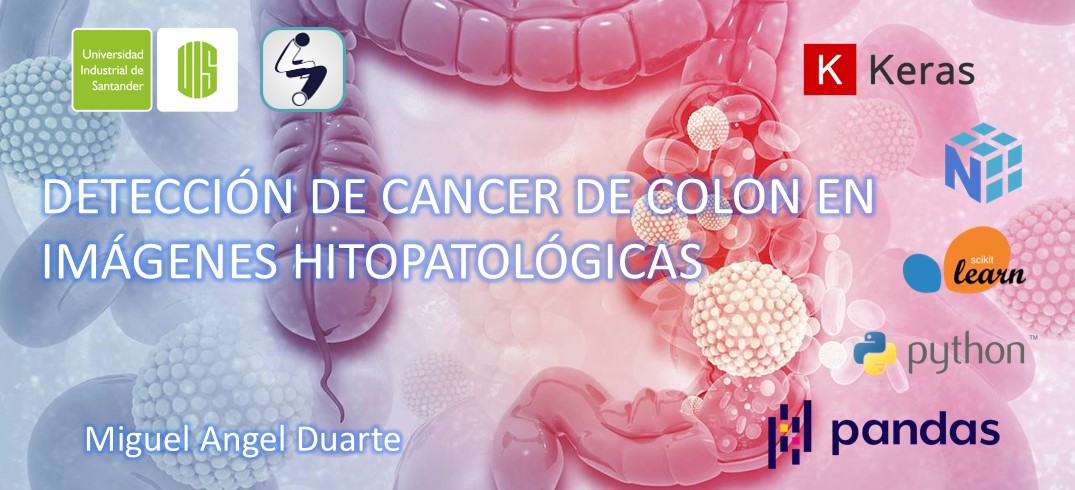 Universidad
Industrial de
Santander
UIS
K Keras
N
DETECCIÓN DE CANCER DE COLON EN
IMÁGENES HITOPATOLÓGICAS
scikit
learn
python™
pandas
Miguel Angel Duarte